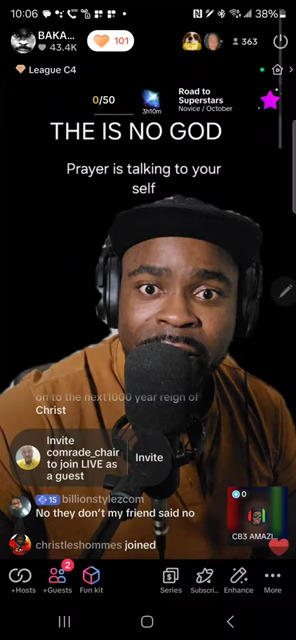 10:06
38%
BAKA...
43.4K
101
363
League C4
0/50
3h10m
Road to
Superstars
Novice / October
THE IS NO GOD
Prayer is talking to your
self
on to the next1000 year reign of
Christ
Invite
comrade_chair
to join LIVE as
a guest
Invite
15 billionstylezcom
No they don't my friend said no
christleshommes joined
0
CB3 AMAZI...
2
+Hosts
+Guests
Fun kit
Series
Subscri...
Enhance
More